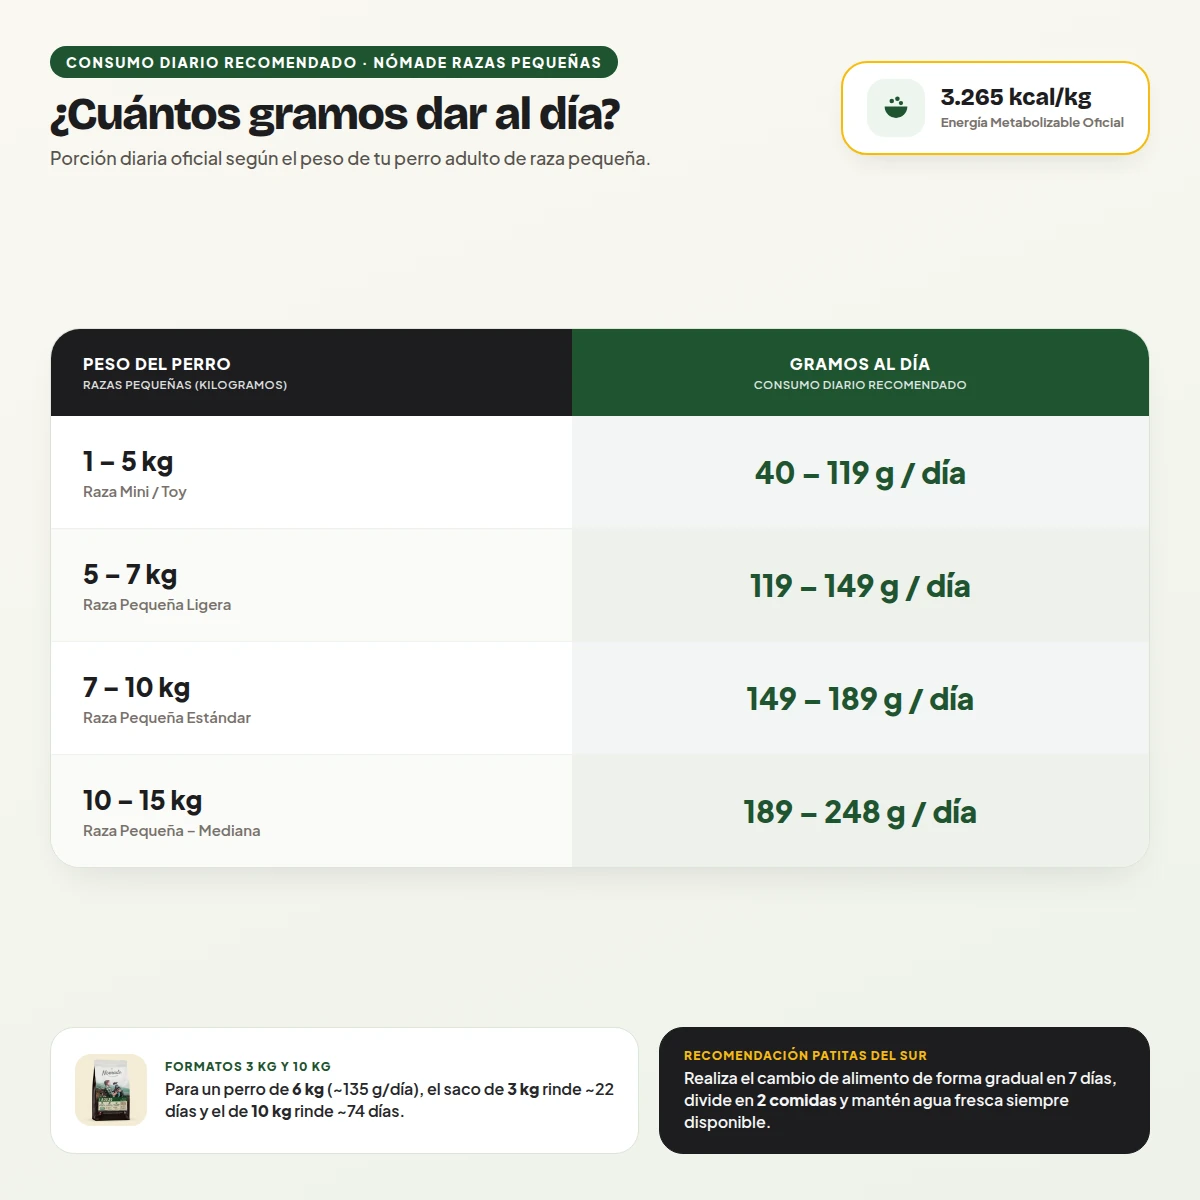 CONSUMO DIARIO RECOMENDADO · NÓMADE RAZAS PEQUEÑAS
¿Cuántos gramos dar al día?
Porción diaria oficial según el peso de tu perro adulto de raza pequeña.
3.265 kcal/kg
Energía Metabolizable Oficial
PESO DEL PERRO
RAZAS PEQUEÑAS (KILOGRAMOS)
GRAMOS AL DÍA
CONSUMO DIARIO RECOMENDADO
1 – 5 kg
Raza Mini / Toy
40 – 119 g / día
5 – 7 kg
Raza Pequeña Ligera
119 – 149 g / día
7 – 10 kg
Raza Pequeña Estándar
149 – 189 g / día
10 – 15 kg
Raza Pequeña – Mediana
189 – 248 g / día
FORMATOS 3 KG Y 10 KG
Para un perro de 6 kg (~135 g/día), el saco de 3 kg rinde ~22
días y el de 10 kg rinde ~74 días.
RECOMENDACIÓN PATITAS DEL SUR
Realiza el cambio de alimento de forma gradual en 7 días,
divide en 2 comidas y mantén agua fresca siempre
disponible.